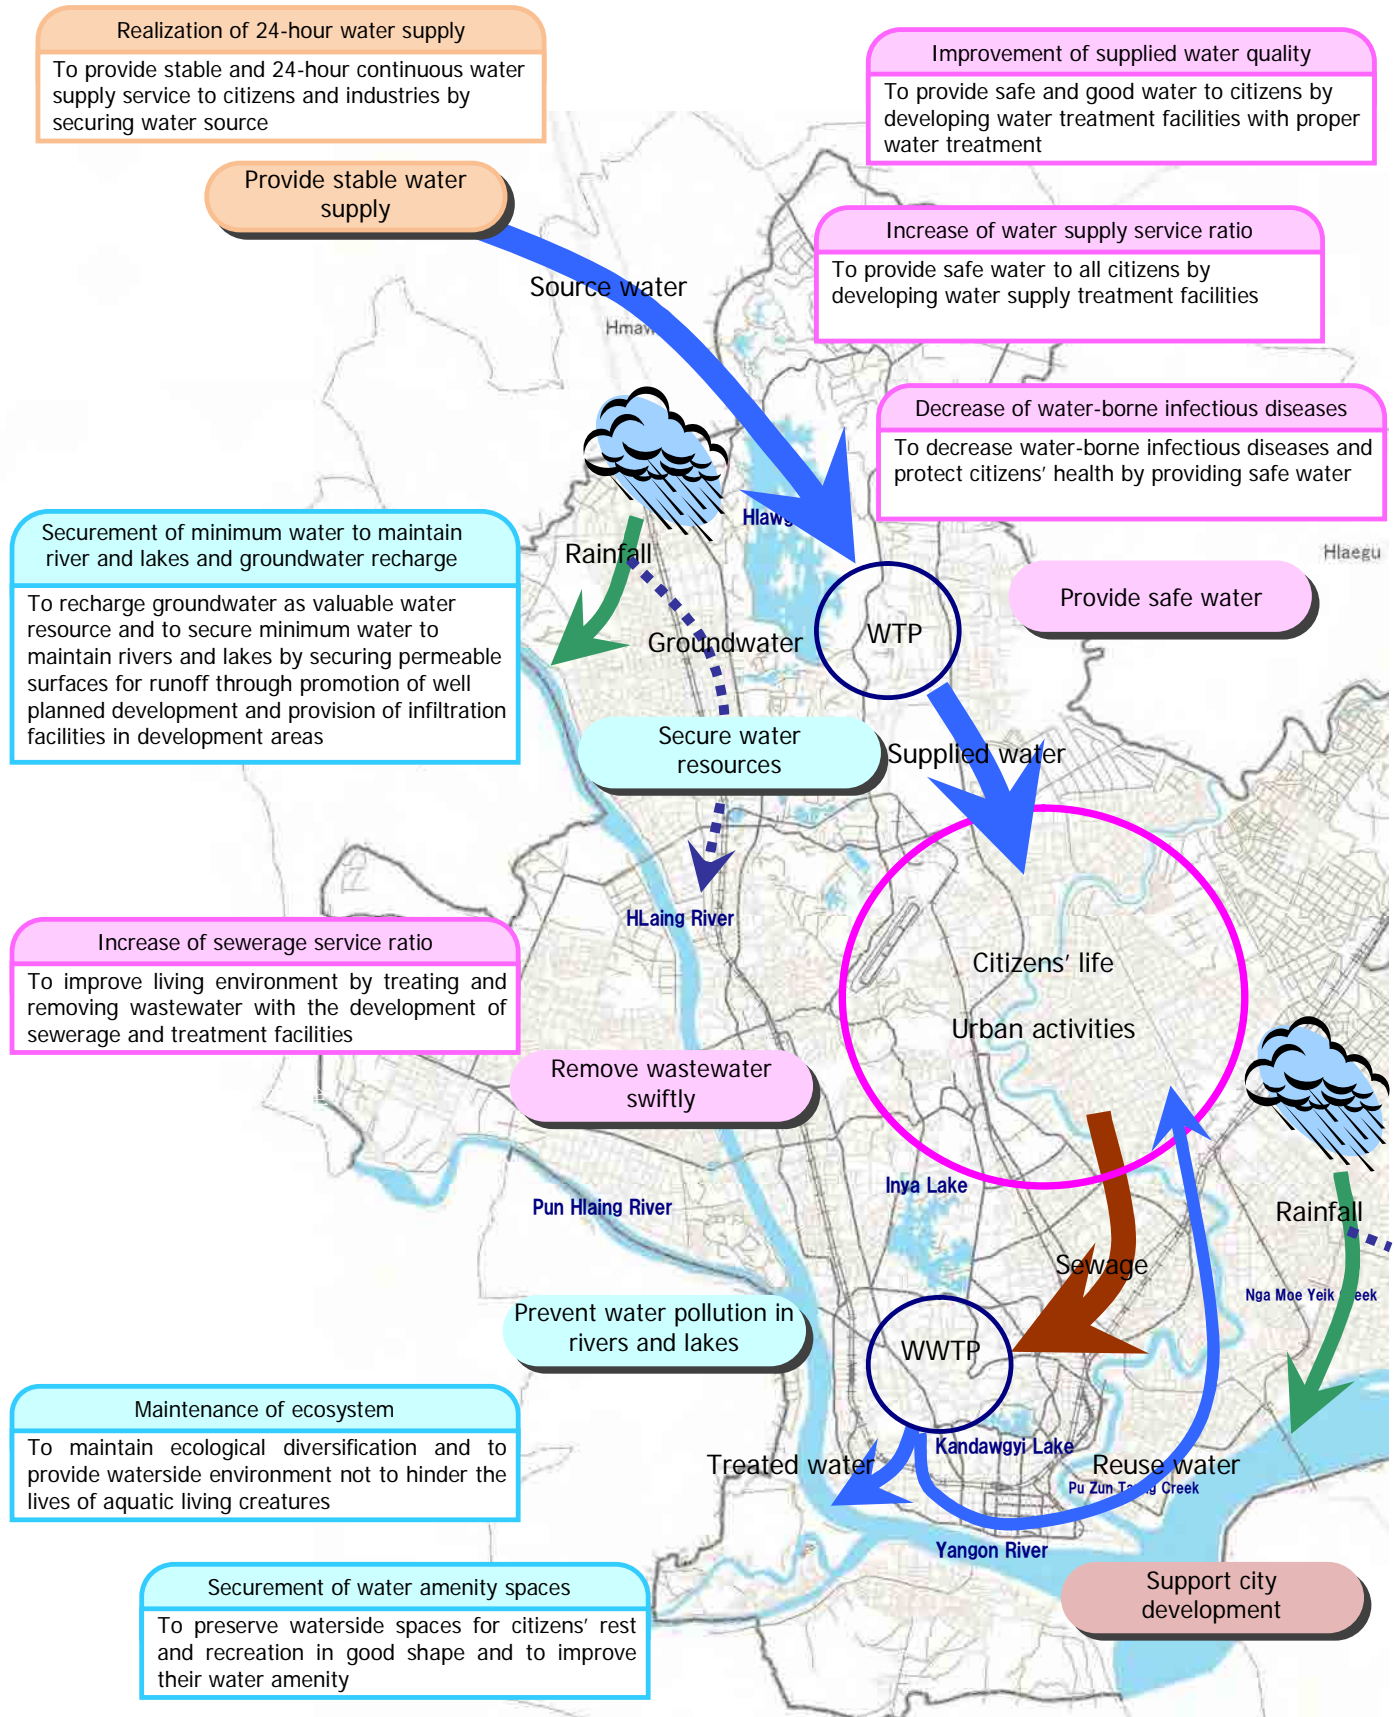 Realization of 24-hour water supply
To provide stable and 24-hour continuous water
supply service to citizens and industries by
securing water source
Improvement of supplied water quality
To provide safe and good water to citizens by
developing water treatment facilities with proper
water treatment
Provide stable water
supply
Increase of water supply service ratio
To provide safe water to all citizens by
developing water supply treatment facilities
Source water
Decrease of water-borne infectious diseases
To decrease water-borne infectious diseases and
protect citizens' health by providing safe water
Securement of minimum water to maintain
river and lakes and groundwater recharge
To recharge groundwater as valuable water
resource and to secure minimum water to
maintain rivers and lakes by securing permeable
surfaces for runoff through promotion of well
planned development and provision of infiltration
facilities in development areas
Rainfall
Hlaegu
Provide safe water
WTP
Groundwater
Secure water
resources
Supplied water
HLaing River
Increase of sewerage service ratio
To improve living environment by treating and
removing wastewater with the development of
sewerage and treatment facilities
Citizens' life
Urban activities
Remove wastewater
swiftly
Inya Lake
Pun Hlaing River
Rainfall
Sewage
Nga Moe Yeik
Prevent water pollution in
rivers and lakes
WWTP
Maintenance of ecosystem
To maintain ecological diversification and to
provide waterside environment not to hinder the
lives of aquatic living creatures
Kandawgyi Lake
Treated water
Reuse water
Pu Zun Creek
Yangon River
Securement of water amenity spaces
To preserve waterside spaces for citizens' rest
and recreation in good shape and to improve
their water amenity
Support city
development